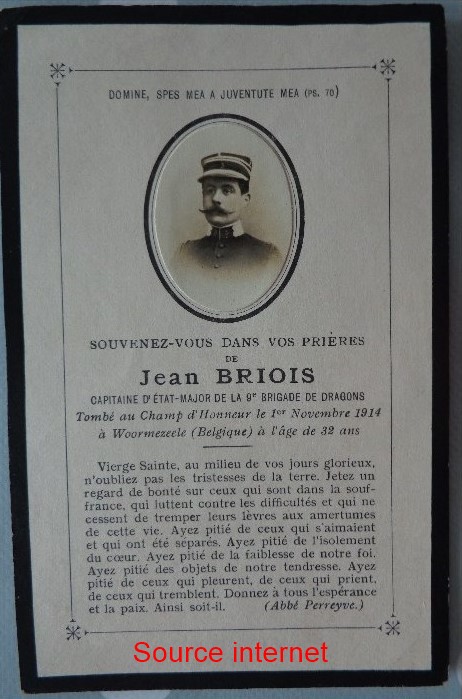 DOMINE, SPES MEA A JUVENTUTE MEA (PS. 70)
SOUVENEZ-VOUS DANS VOS PRIÈRES
DE
Jean BRIOIS
CAPITAINE D'ÉTAT-MAJOR DE LA 9e BRIGADE DE DRAGONS
Tombé au Champ d'Honneur le 1er Novembre 1914
à Woormezeele (Belgique) à l'âge de 32 ans
Vierge Sainte, au milieu de vos jours glorieux,
n'oubliez pas les tristesses de la terre. Jetez un
regard de bonté sur ceux qui sont dans la souf-
france, qui luttent contre les difficultés et qui ne
cessent de tremper leurs lèvres aux amertumes
de cette vie. Ayez pitié de ceux qui s'aimaient
et qui ont été séparés. Ayez pitié de l'isolement
du cœur. Ayez pitié de la faiblesse de notre foi.
Ayez pitié des objets de notre tendresse. Ayez
pitié de ceux qui pleurent, de ceux qui prient,
de ceux qui tremblent. Donnez à tous l'espérance
et la paix. Ainsi soit-il. (Abbé Perreyve.)
Source internet